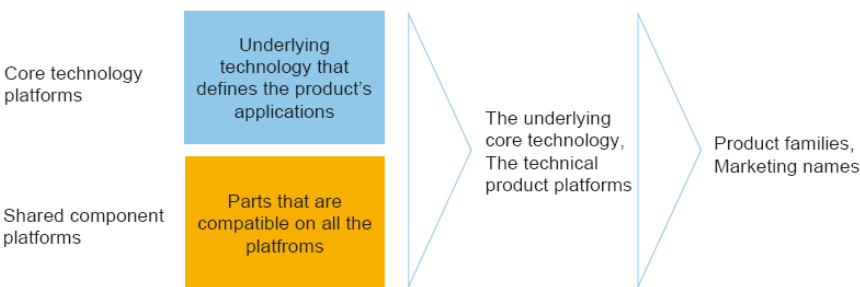 Core technology
platforms
Underlying
technology that
defines the product's
applications
Shared component
platforms
Parts that are
compatible on all the
platfroms
The underlying
core technology,
The technical
product platforms
Product families,
Marketing names